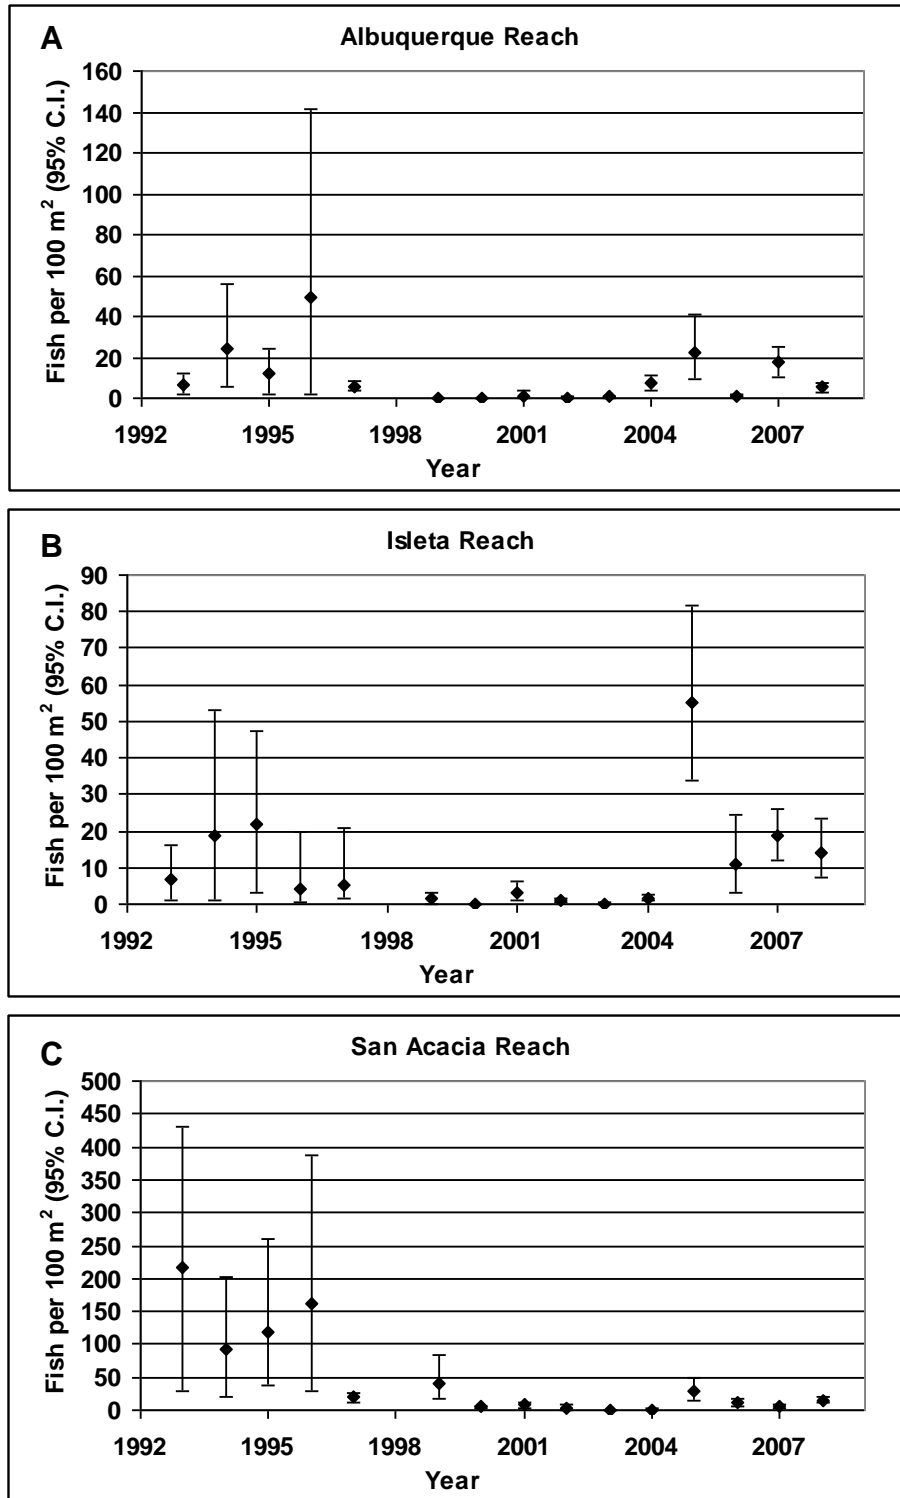 A
Albuquerque Reach
Fish per 100 m² (95% C.I.)
160
140
120
100
80
60
40
20
0
1992 1995 1998 2001 2004 2007
Year
B
Isleta Reach
Fish per 100 m² (95% C.I.)
90
80
70
60
50
40
30
20
10
0
1992 1995 1998 2001 2004 2007
Year
C
San Acacia Reach
Fish per 100 m² (95% C.I.)
500
450
400
350
300
250
200
150
100
50
0
1992 1995 1998 2001 2004 2007
Year